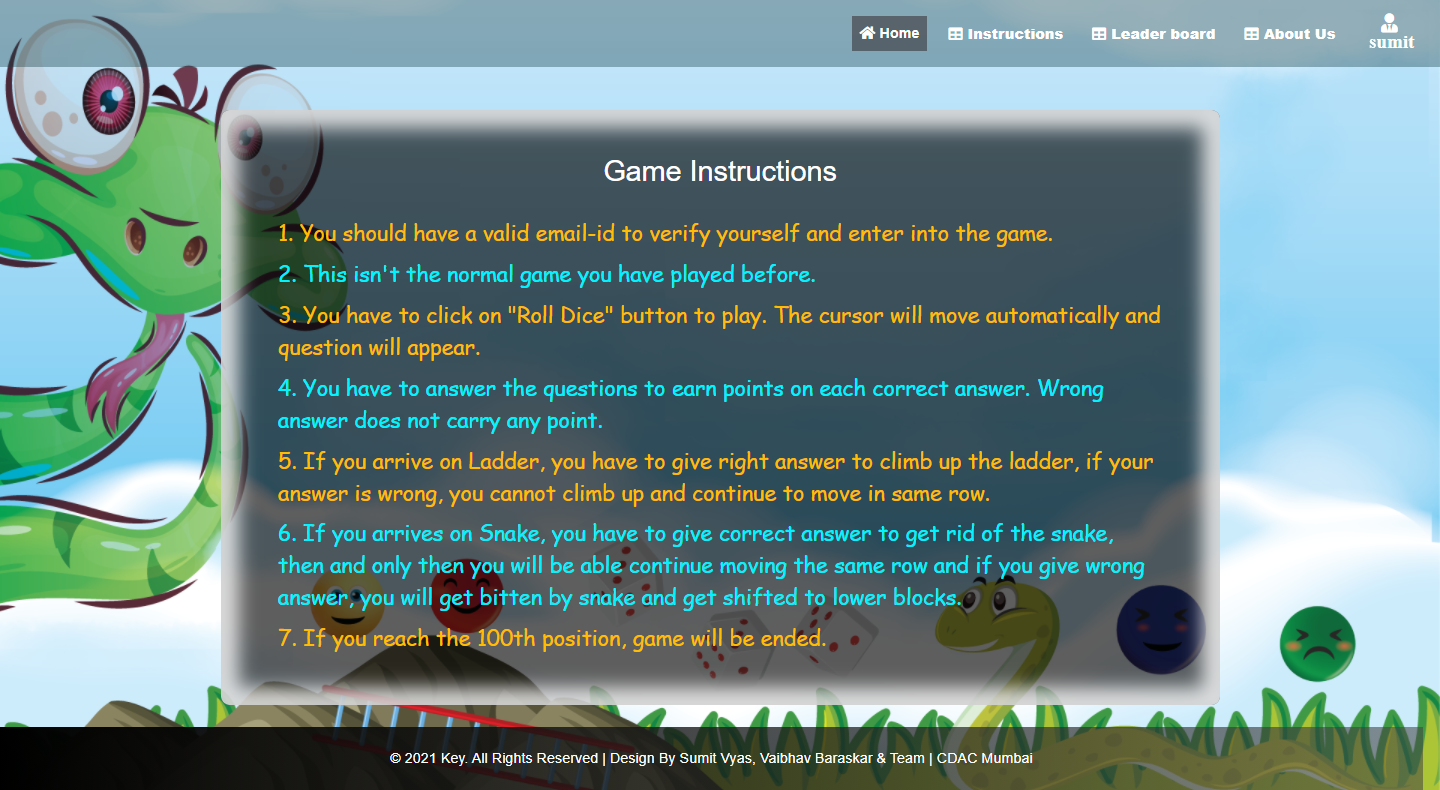 Home Instructions Leader board About Us
sumit
Game Instructions
1. You should have a valid email-id to verify yourself and enter into the game.
2. This isn't the normal game you have played before.
3. You have to click on "Roll Dice" button to play. The cursor will move automatically and
question will appear.
4. You have to answer the questions to earn points on each correct answer. Wrong
answer does not carry any point.
5. If you arrive on Ladder, you have to give right answer to climb up the ladder, if your
answer is wrong, you cannot climb up and continue to move in same row.
6. If you arrives on Snake, you have to give correct answer to get rid of the snake,
then and only then you will be able continue moving the same row and if you give wrong
answer, you will get bitten by snake and get shifted to lower blocks.
7. If you reach the 100th position, game will be ended.
© 2021 Key. All Rights Reserved | Design By Sumit Vyas, Vaibhav Baraskar & Team | CDAC Mumbai